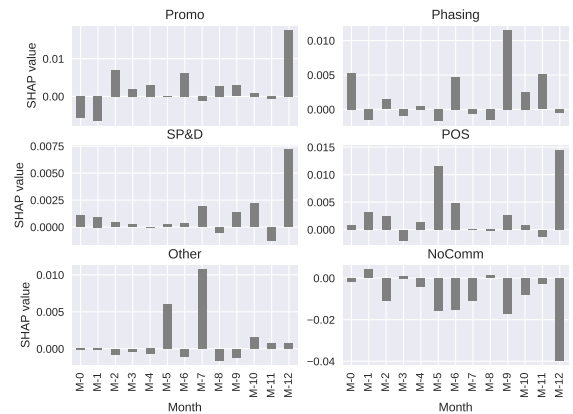 Promo
Phasing
SHAP value
0.01
0.00
0.010
0.005
0.000
SP&D
POS
SHAP value
0.0075
0.0050
0.0025
0.0000
0.015
0.010
0.005
0.000
Other
NoComm
SHAP value
0.010
0.005
0.000
0.00
−0.02
−0.04
M-0 M-1 M-2 M-3 M-4 M-5 M-6 M-7 M-8 M-9 M-10 M-11 M-12
M-0 M-1 M-2 M-3 M-4 M-5 M-6 M-7 M-8 M-9 M-10 M-11 M-12
Month
Month